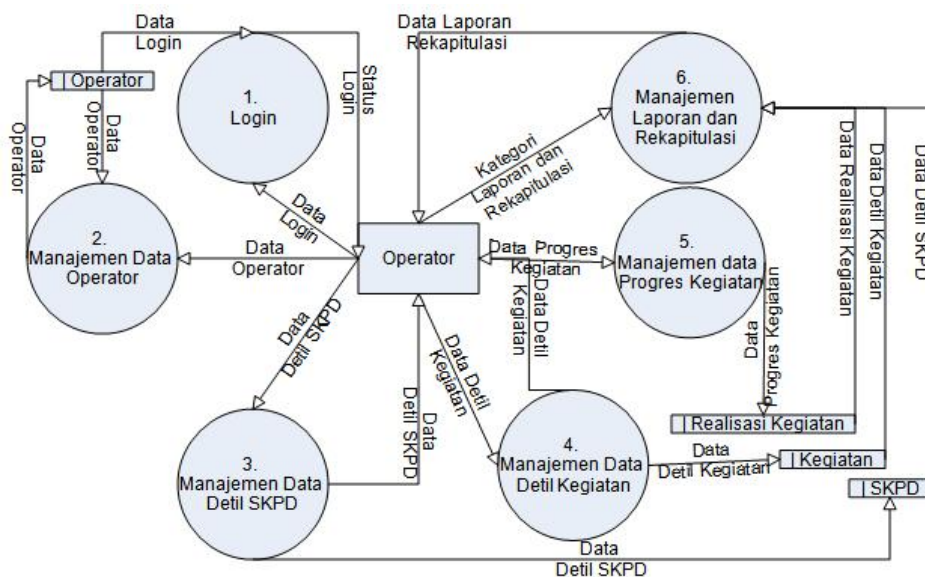 Data
Login
Data Laporan
Rekapitulasi
| Operator
Status
Login
1.
Login
6.
Manajemen
Laporan dan
Rekapitulasi
Data
Operator
Data
Operator
Kategori
Laporan dan
Rekapitulasi
Data
Login
Data Realisasi Kegiatan
Data Detil Kegiatan
Data Detil SKPD
2.
Manajemen Data
Operator
Data
Operator
Operator
Data Progres
Kegiatan
5.
Manajemen data
Progres Kegiatan
Data
Detil SKPD
Data Detil
Kegiatan
Data Detil
Kegiatan
Data
Progres Kegiatan
Data
Detil SKPD
| Realisasi Kegiatan
3.
Manajemen Data
Detil SKPD
4.
Manajemen Data
Detil Kegiatan
Data
Detil Kegiatan
| Kegiatan
| SKPD
Data
Detil SKPD